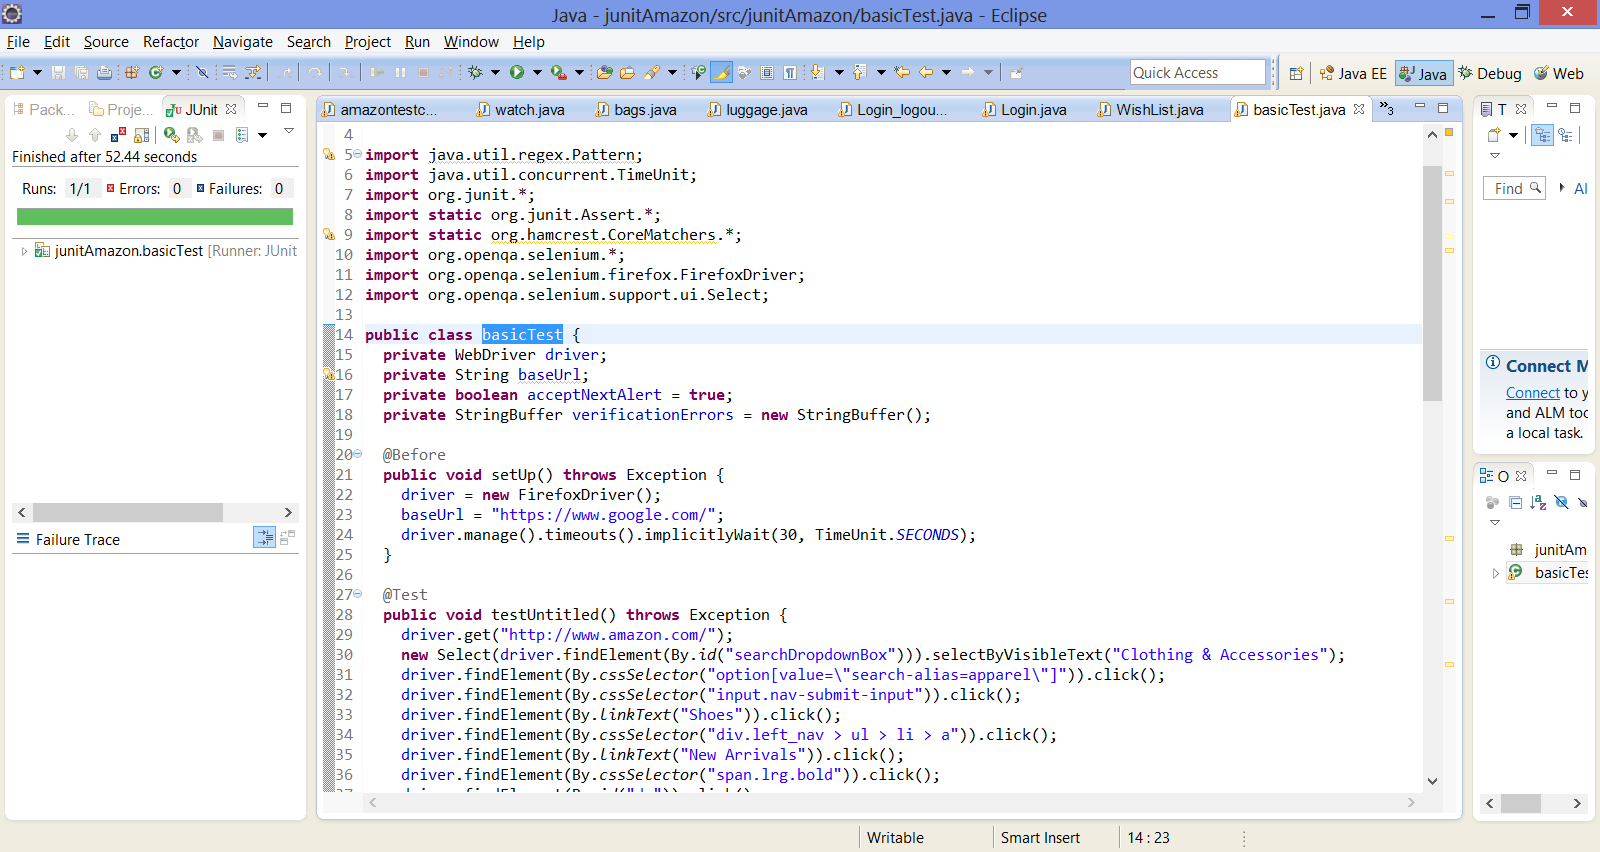 Java - junitAmazon/src/junitAmazon/basicTest.java - Eclipse
File Edit Source Refactor Navigate Search Project Run Window Help
Quick Access
Java EE Java Debug Web
Pack... Proje... JUnit
Finished after 52.44 seconds
Runs: 1/1 Errors: 0 Failures: 0
junitAmazon.basicTest [Runner: JUnit
Failure Trace
amazontestc... watch.java bags.java luggage.java Login_logou... Login.java WishList.java basicTest.java »3
4
5 import java.util.regex.Pattern;
6 import java.util.concurrent.TimeUnit;
7 import org.junit.*;
8 import static org.junit.Assert.*;
9 import static org.hamcrest.CoreMatchers.*;
10 import org.openqa.selenium.*;
11 import org.openqa.selenium.firefox.FirefoxDriver;
12 import org.openqa.selenium.support.ui.Select;
13
14 public class basicTest {
15 private WebDriver driver;
16 private String baseUrl;
17 private boolean acceptNextAlert = true;
18 private StringBuffer verificationErrors = new StringBuffer();
19
20 @Before
21 public void setUp() throws Exception {
22 driver = new FirefoxDriver();
23 baseUrl = "https://www.google.com/";
24 driver.manage().timeouts().implicitlyWait(30, TimeUnit.SECONDS);
25 }
26
27 @Test
28 public void testUntitled() throws Exception {
29 driver.get("http://www.amazon.com/");
30 new Select(driver.findElement(By.id("searchDropdownBox"))).selectByVisibleText("Clothing & Accessories");
31 driver.findElement(By.cssSelector("option[value=\"search-alias=apparel\"]")).click();
32 driver.findElement(By.cssSelector("input.nav-submit-input")).click();
33 driver.findElement(By.linkText("Shoes")).click();
34 driver.findElement(By.cssSelector("div.left_nav > ul > li > a")).click();
35 driver.findElement(By.linkText("New Arrivals")).click();
36 driver.findElement(By.cssSelector("span.lrg.bold")).click();
T
Find Al
Connect M
Connect to y
and ALM too
a local task.
O
junitAm
basicTes
Writable Smart Insert 14 : 23